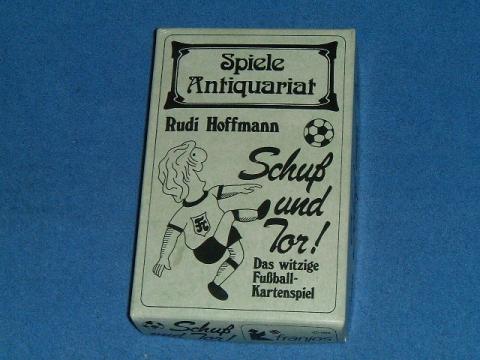 Spiele
Antiquariat
Rudi Hoffmann
Schuß
und
Tor!
Das witzige
Fußball-
Kartenspiel
Schuß
und Tor!
franjos